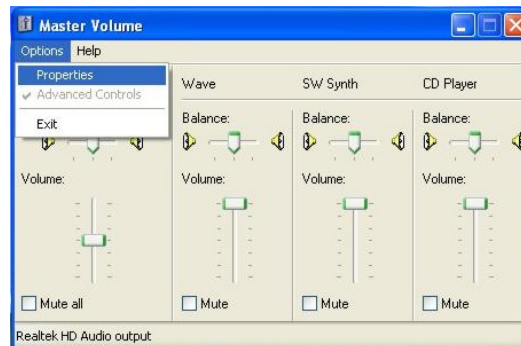 Master Volume
Options Help
Properties
Advanced Controls
Exit
Wave SW Synth CD Player
Balance: Balance: Balance:
Volume: Volume: Volume: Volume:
Mute all Mute Mute Mute
Realtek HD Audio output